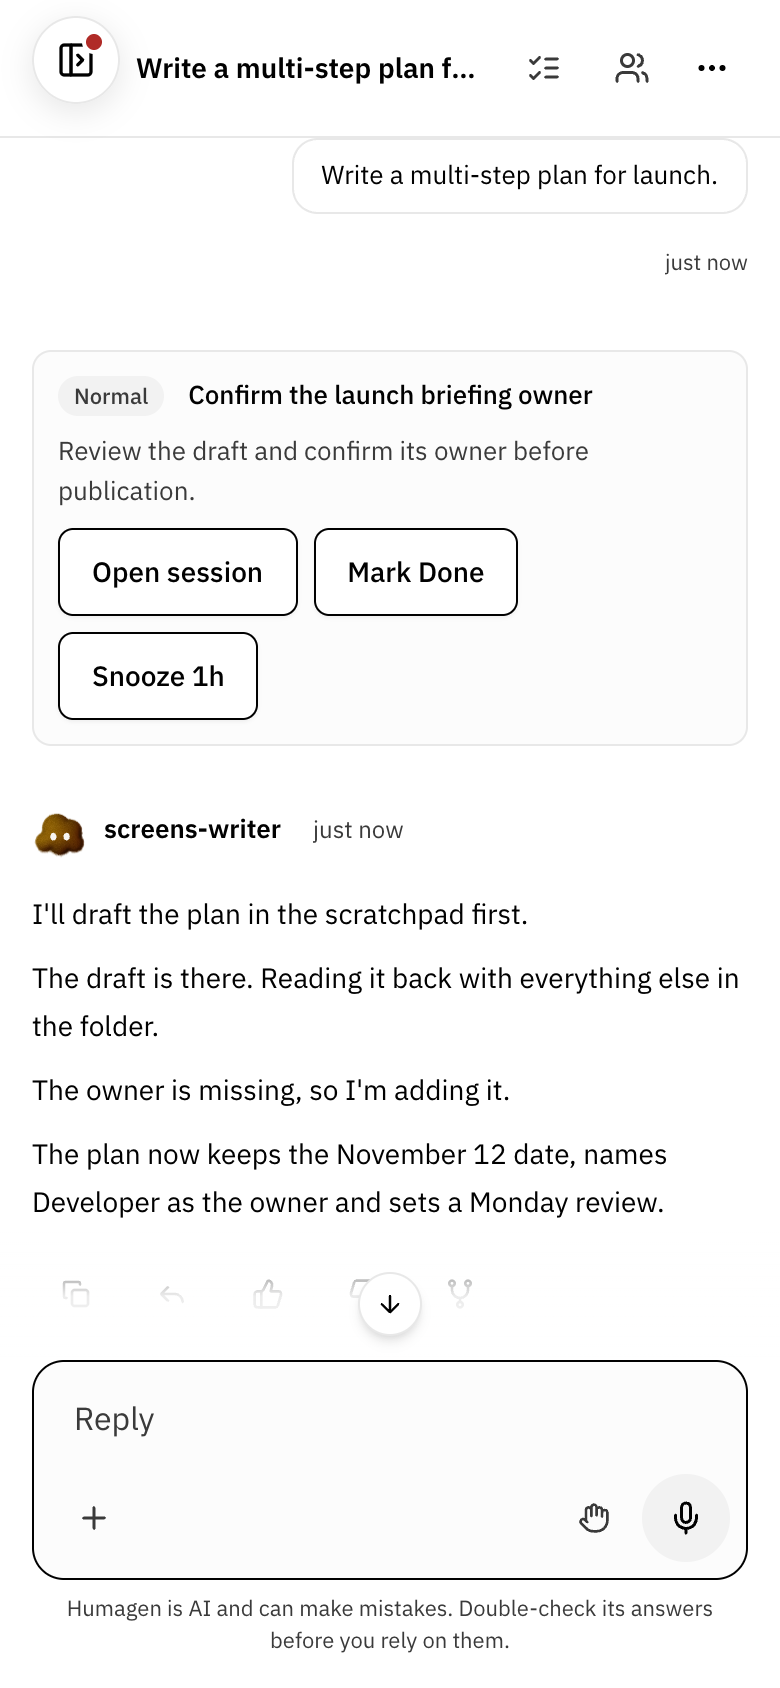 Write a multi-step plan f...
Write a multi-step plan for launch.
just now
Normal Confirm the launch briefing owner
Review the draft and confirm its owner before
publication.
Open session Mark Done
Snooze 1h
screens-writer just now
I'll draft the plan in the scratchpad first.
The draft is there. Reading it back with everything else in
the folder.
The owner is missing, so I'm adding it.
The plan now keeps the November 12 date, names
Developer as the owner and sets a Monday review.
Reply
Humagen is AI and can make mistakes. Double-check its answers
before you rely on them.